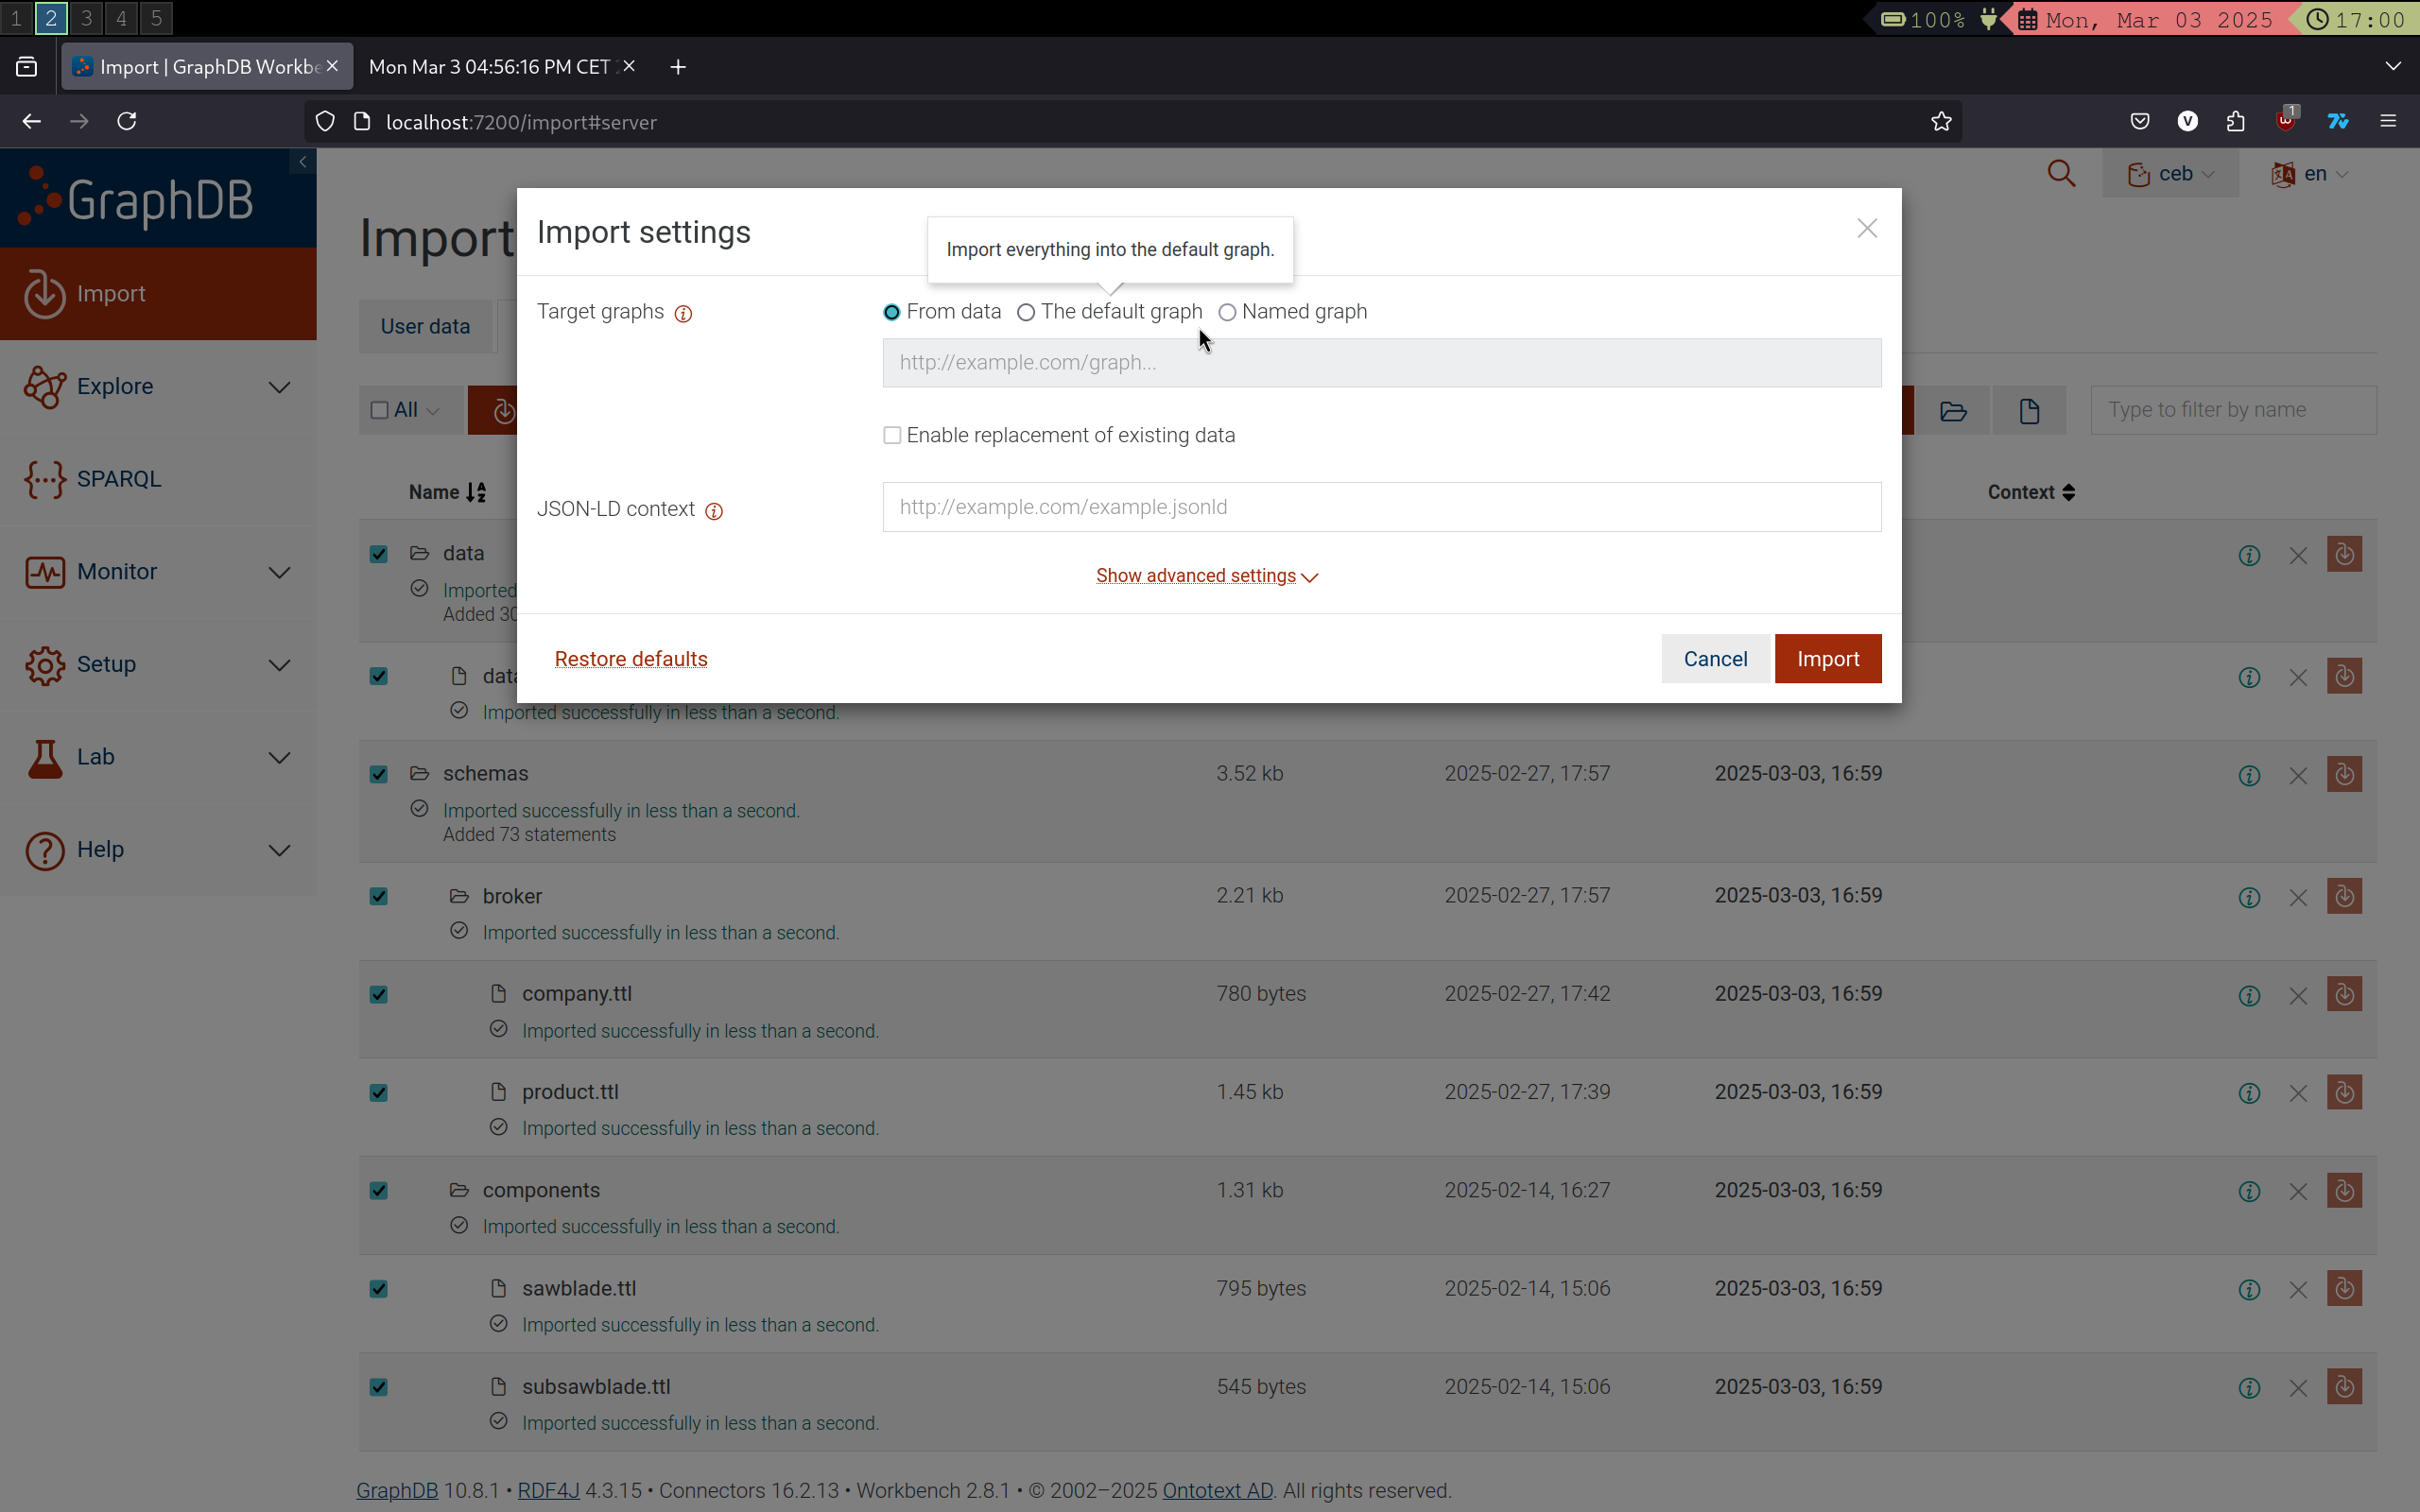 1 2 3 4 5 100% Mon, Mar 03 2025 17:00
Import | GraphDB Workbe Mon Mar 3 04:56:16 PM CET
localhost:7200/import#server 1
GraphDB
ceb en
Import
Import settings
Import everything into the default graph.
Import
Target graphs From data The default graph Named graph
User data
http://example.com/graph...
Explore
All
Type to filter by name
Enable replacement of existing data
SPARQL
Name Context
JSON-LD context http://example.com/example.jsonld
data
Show advanced settings
Monitor
Imported
Added 30
Restore defaults Cancel Import
Setup
data
Imported successfully in less than a second.
Lab
schemas 3.52 kb 2025-02-27, 17:57 2025-03-03, 16:59
Imported successfully in less than a second.
Added 73 statements
Help
broker 2.21 kb 2025-02-27, 17:57 2025-03-03, 16:59
Imported successfully in less than a second.
company.ttl 780 bytes 2025-02-27, 17:42 2025-03-03, 16:59
Imported successfully in less than a second.
product.ttl 1.45 kb 2025-02-27, 17:39 2025-03-03, 16:59
Imported successfully in less than a second.
components 1.31 kb 2025-02-14, 16:27 2025-03-03, 16:59
Imported successfully in less than a second.
sawblade.ttl 795 bytes 2025-02-14, 15:06 2025-03-03, 16:59
Imported successfully in less than a second.
subsawblade.ttl 545 bytes 2025-02-14, 15:06 2025-03-03, 16:59
Imported successfully in less than a second.
GraphDB 10.8.1 • RDF4J 4.3.15 • Connectors 16.2.13 • Workbench 2.8.1 • © 2002–2025 Ontotext AD. All rights reserved.